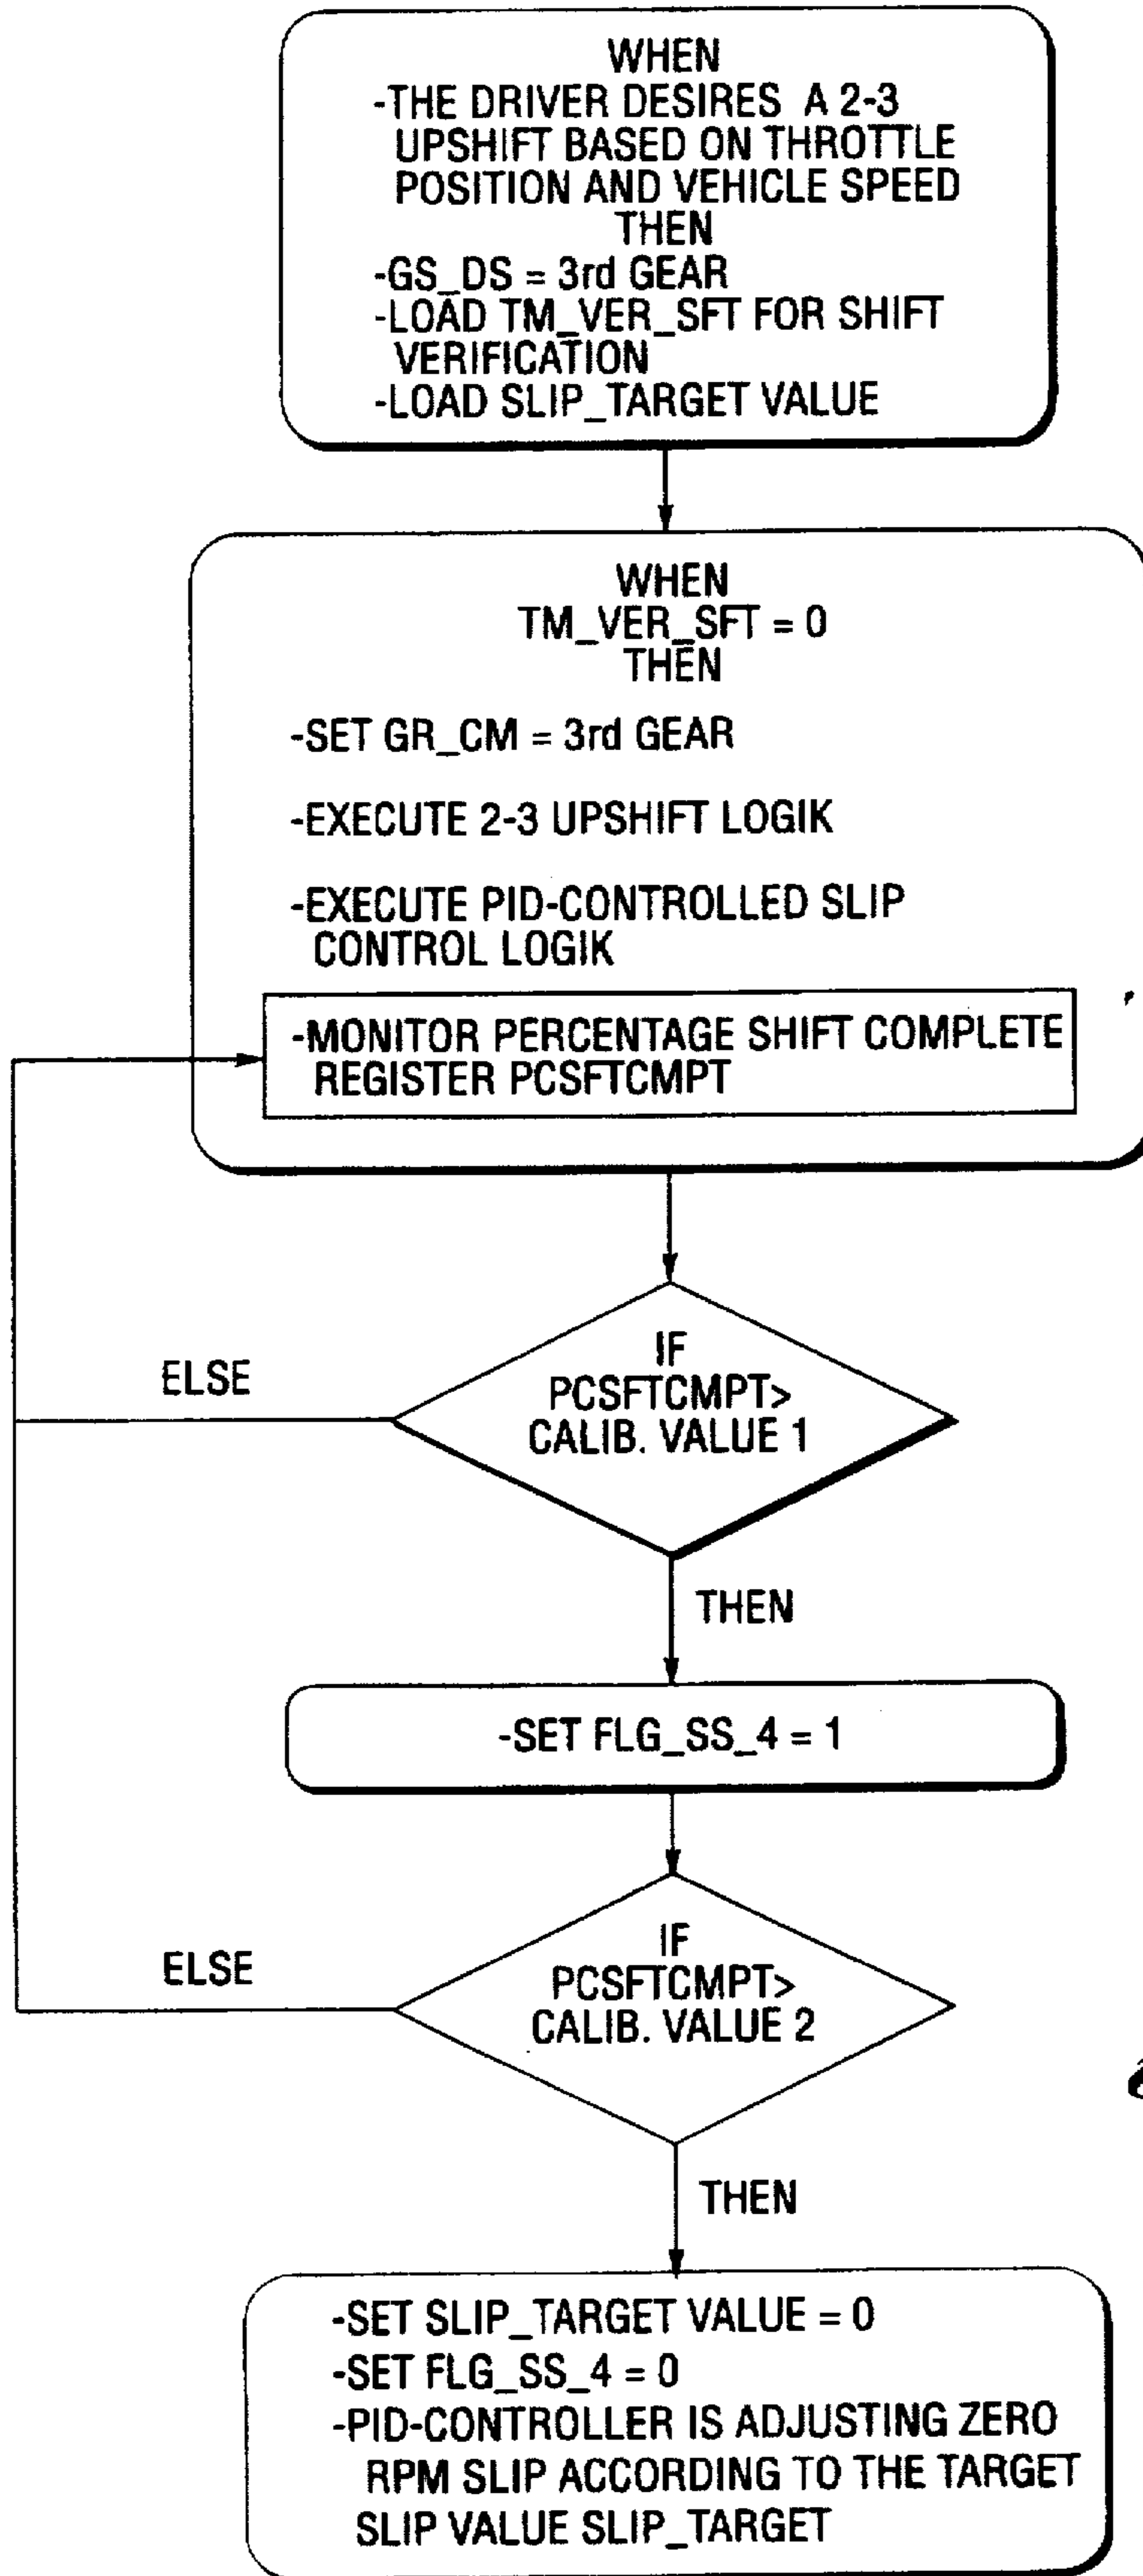 WHEN
-THE DRIVER DESIRES A 2-3
UPSHIFT BASED ON THROTTLE
POSITION AND VEHICLE SPEED
THEN
-GS_DS = 3rd GEAR
-LOAD TM_VER_SFT FOR SHIFT
VERIFICATION
-LOAD SLIP_TARGET VALUE
WHEN
TM_VER_SFT = 0
THEN
-SET GR_CM = 3rd GEAR
-EXECUTE 2-3 UPSHIFT LOGIK
-EXECUTE PID-CONTROLLED SLIP
CONTROL LOGIK
-MONITOR PERCENTAGE SHIFT COMPLETE
REGISTER PCSFTCMPT
IF
PCSFTCMPT>
CALIB. VALUE 1
ELSE
THEN
-SET FLG_SS_4 = 1
IF
PCSFTCMPT>
CALIB. VALUE 2
ELSE
THEN
-SET SLIP_TARGET VALUE = 0
-SET FLG_SS_4 = 0
-PID-CONTROLLER IS ADJUSTING ZERO
RPM SLIP ACCORDING TO THE TARGET
SLIP VALUE SLIP_TARGET